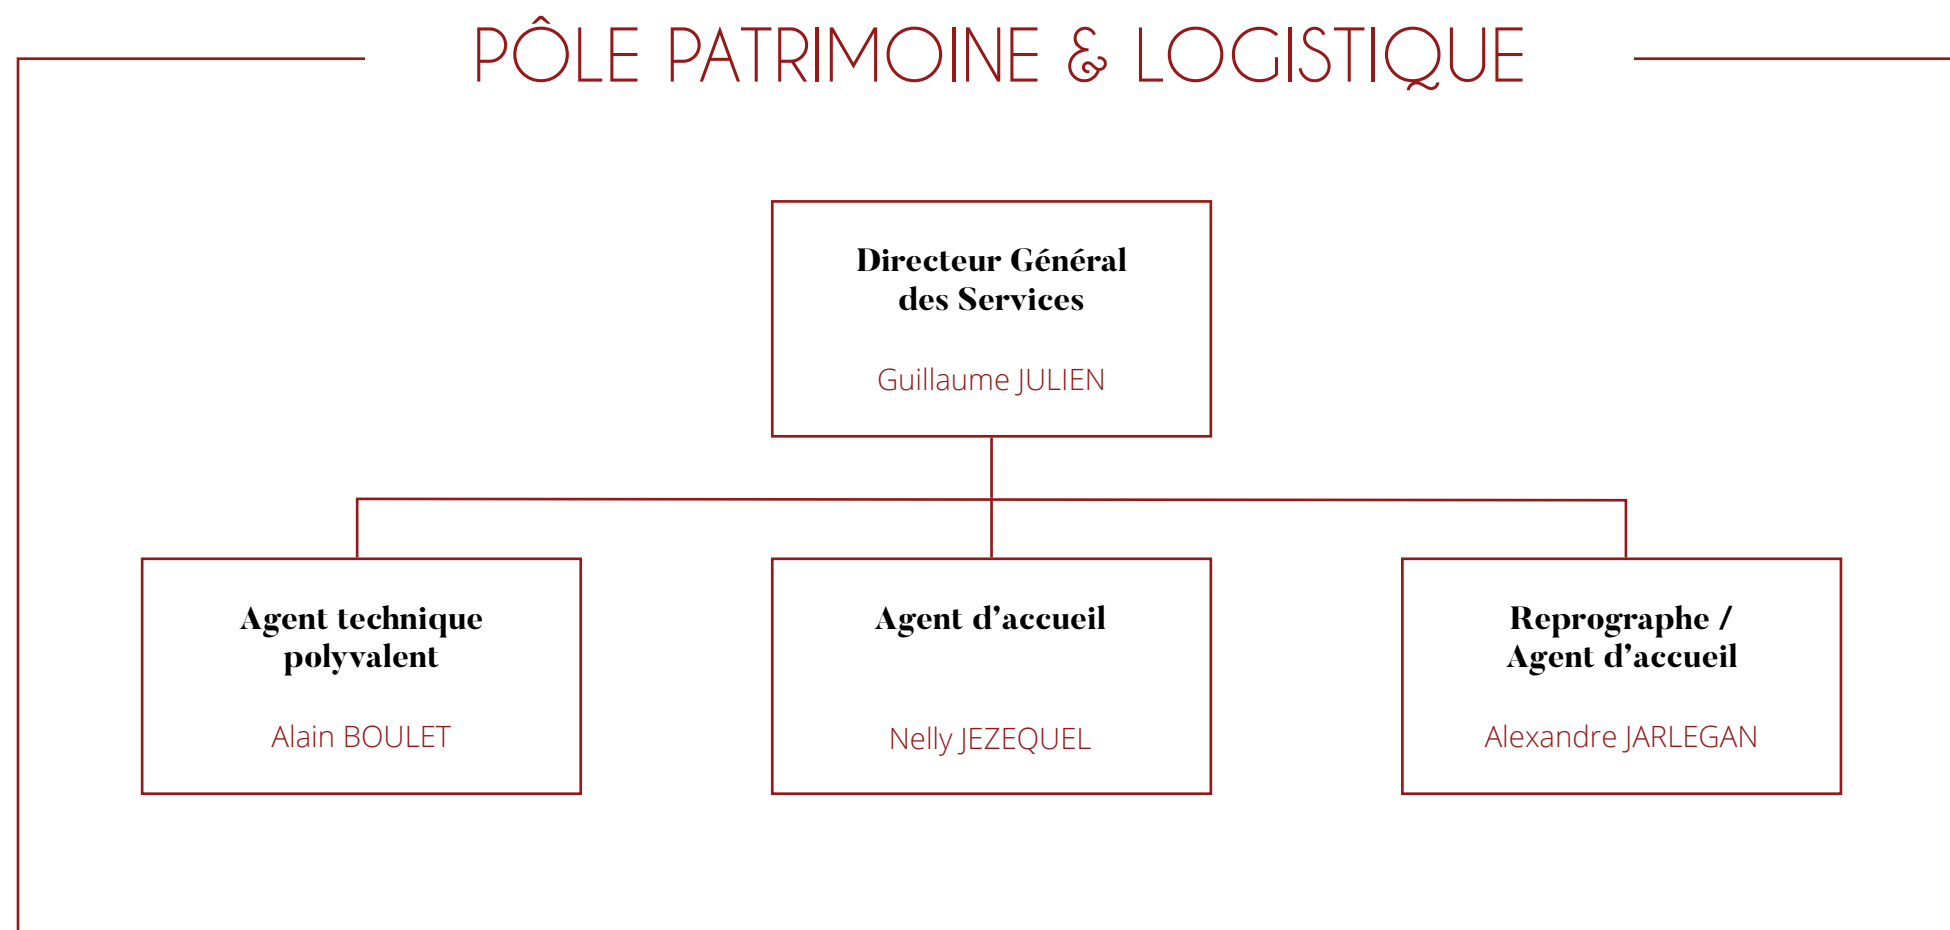 PÔLE PATRIMOINE & LOGISTIQUE
Directeur Général
des Services
Guillaume JULIEN
Agent technique
polyvalent
Alain BOULET
Agent d’accueil
Nelly JEZEQUEL
Reprographe /
Agent d’accueil
Alexandre JARLEGAN